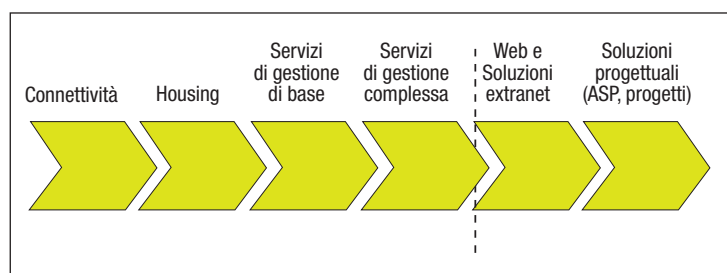 Connettività
Housing
Servizi
di gestione
di base
Servizi
di gestione
complessa
Web e
Soluzioni
extranet
Soluzioni
progettuali
(ASP, progetti)